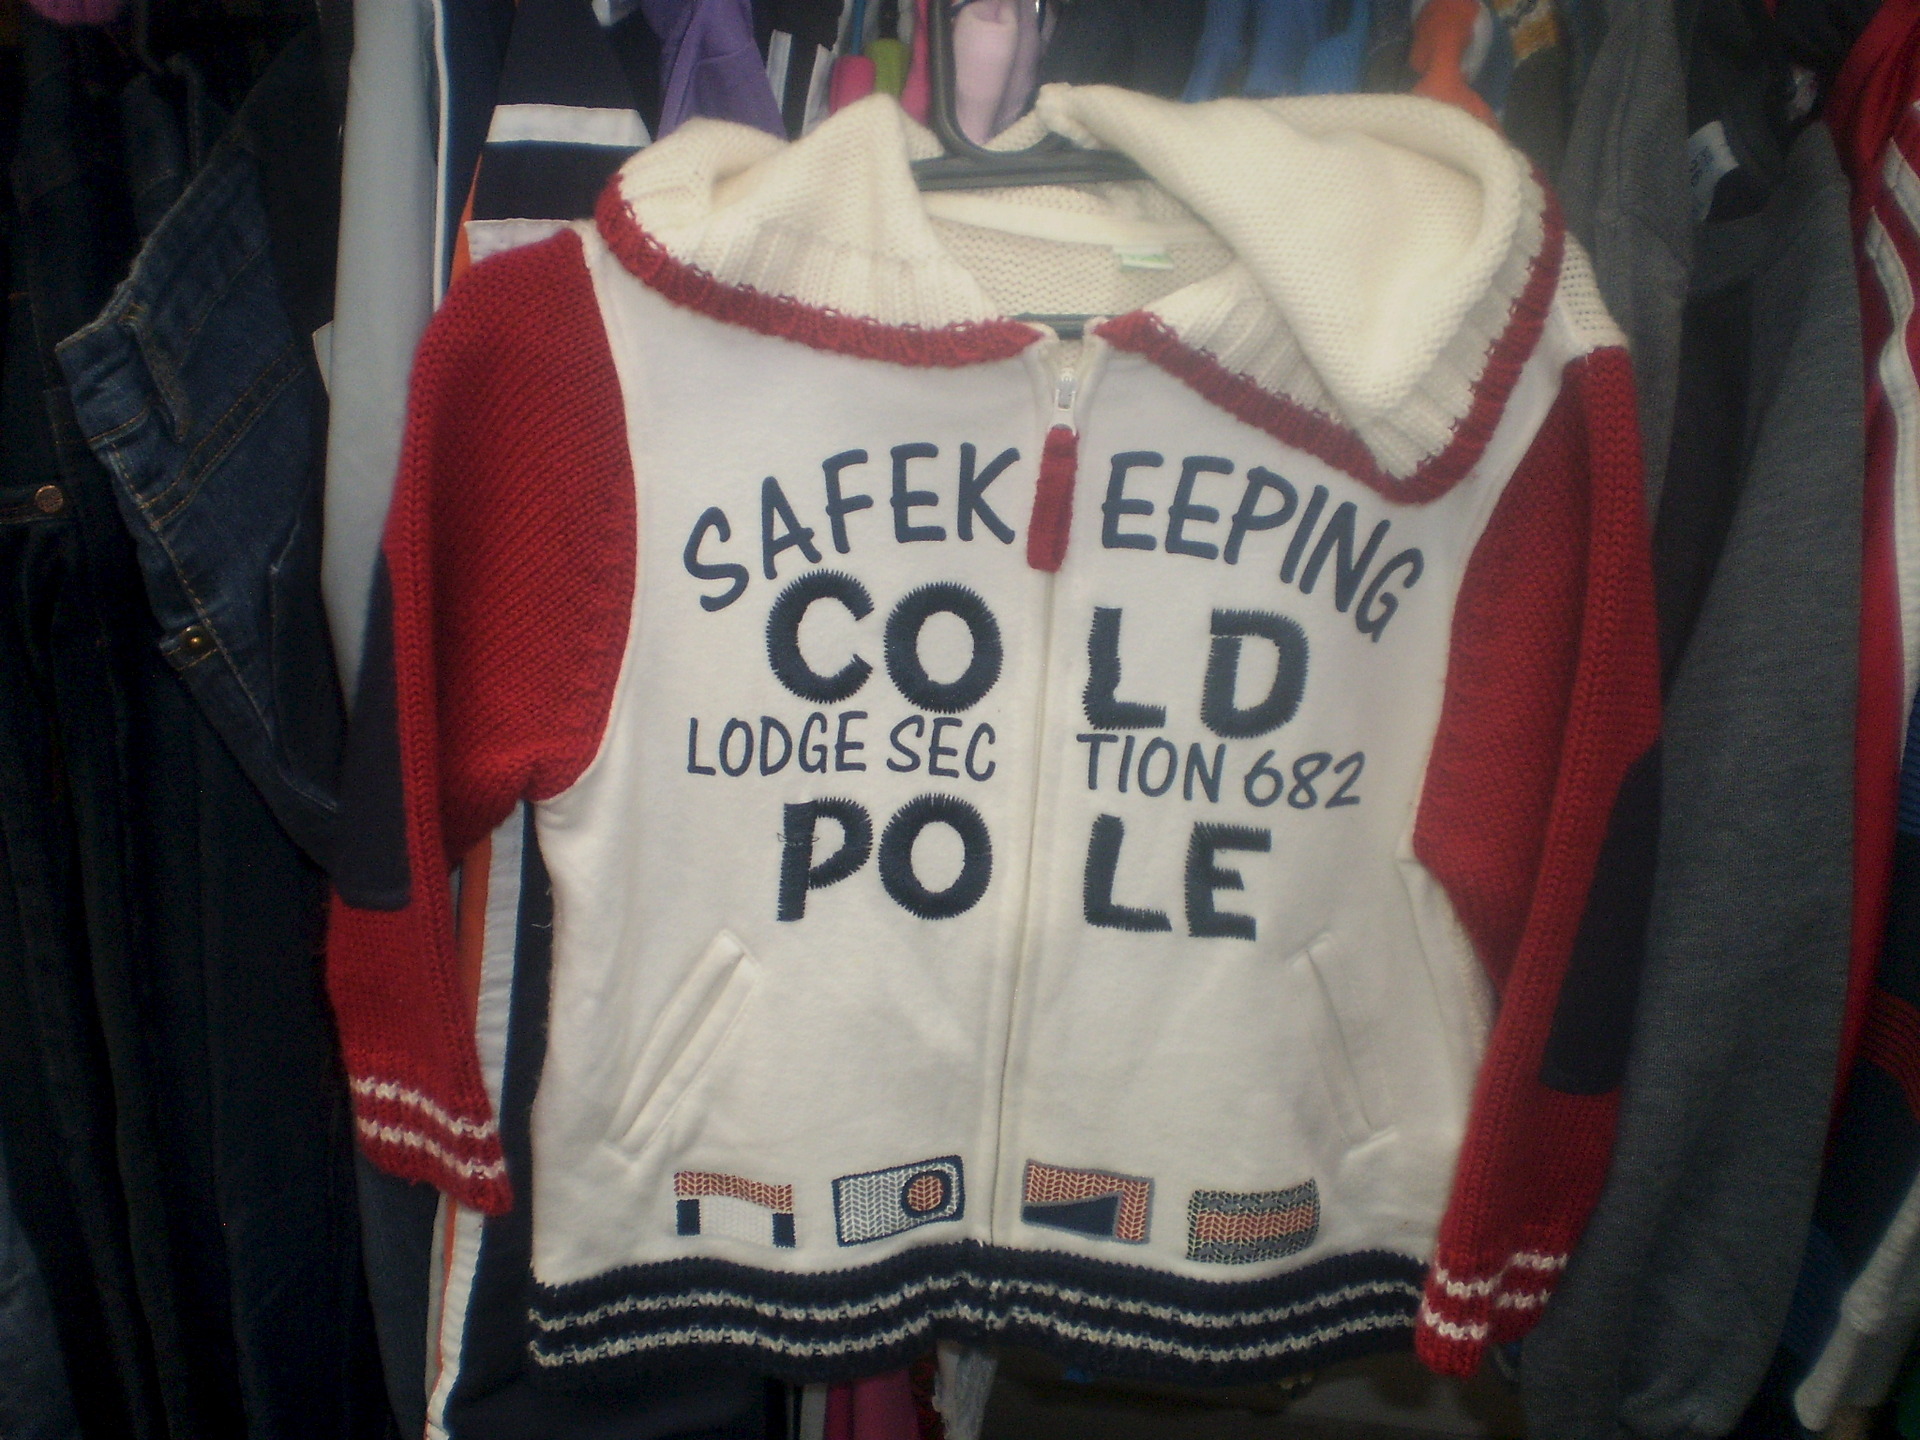 SAFEKEEPING
COLD
LODGE SECTION 682
POLE